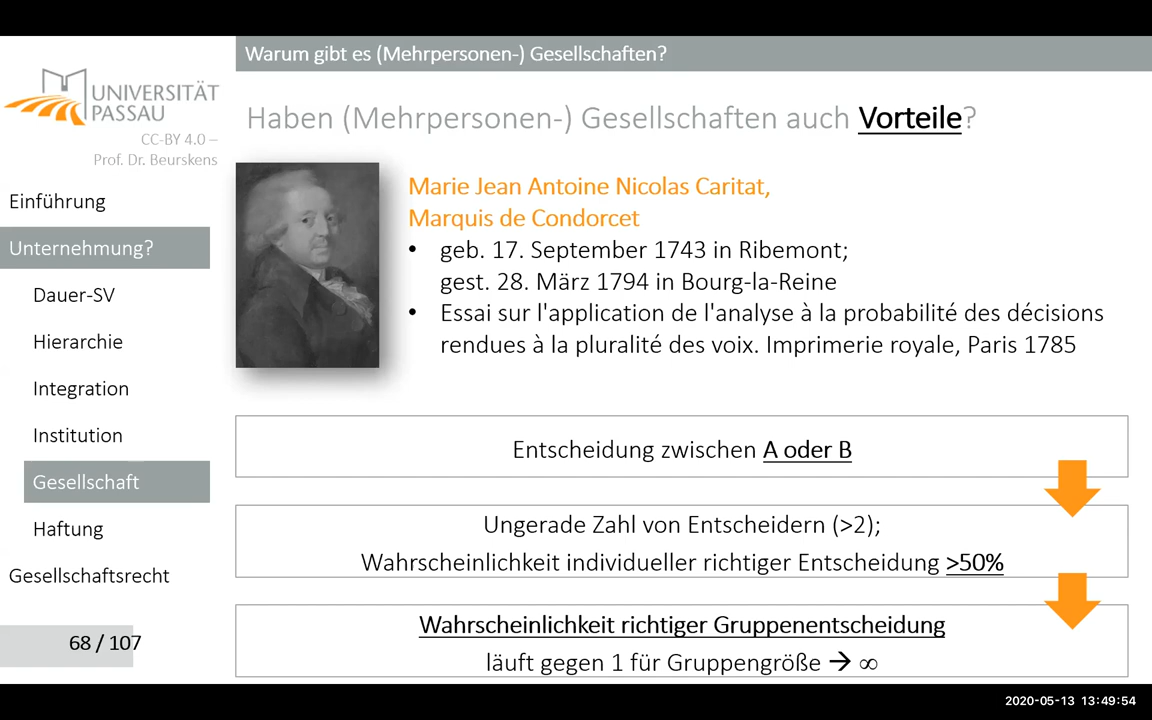 Warum gibt es (Mehrpersonen-) Gesellschaften?
UNIVERSITÄT
PASSAU
CC-BY 4.0 –
Prof. Dr. Beurskens
Einführung
Unternehmung?
Dauer-SV
Hierarchie
Integration
Institution
Gesellschaft
Haftung
Gesellschaftsrecht
68 / 107
Haben (Mehrpersonen-) Gesellschaften auch Vorteile?
Marie Jean Antoine Nicolas Caritat,
Marquis de Condorcet
• geb. 17. September 1743 in Ribemont;
gest. 28. März 1794 in Bourg-la-Reine
• Essai sur l'application de l'analyse à la probabilité des décisions
rendues à la pluralité des voix. Imprimerie royale, Paris 1785
Entscheidung zwischen A oder B
Ungerade Zahl von Entscheidern (>2);
Wahrscheinlichkeit individueller richtiger Entscheidung >50%
Wahrscheinlichkeit richtiger Gruppenentscheidung
läuft gegen 1 für Gruppengröße → ∞
2020-05-13 13:49:54